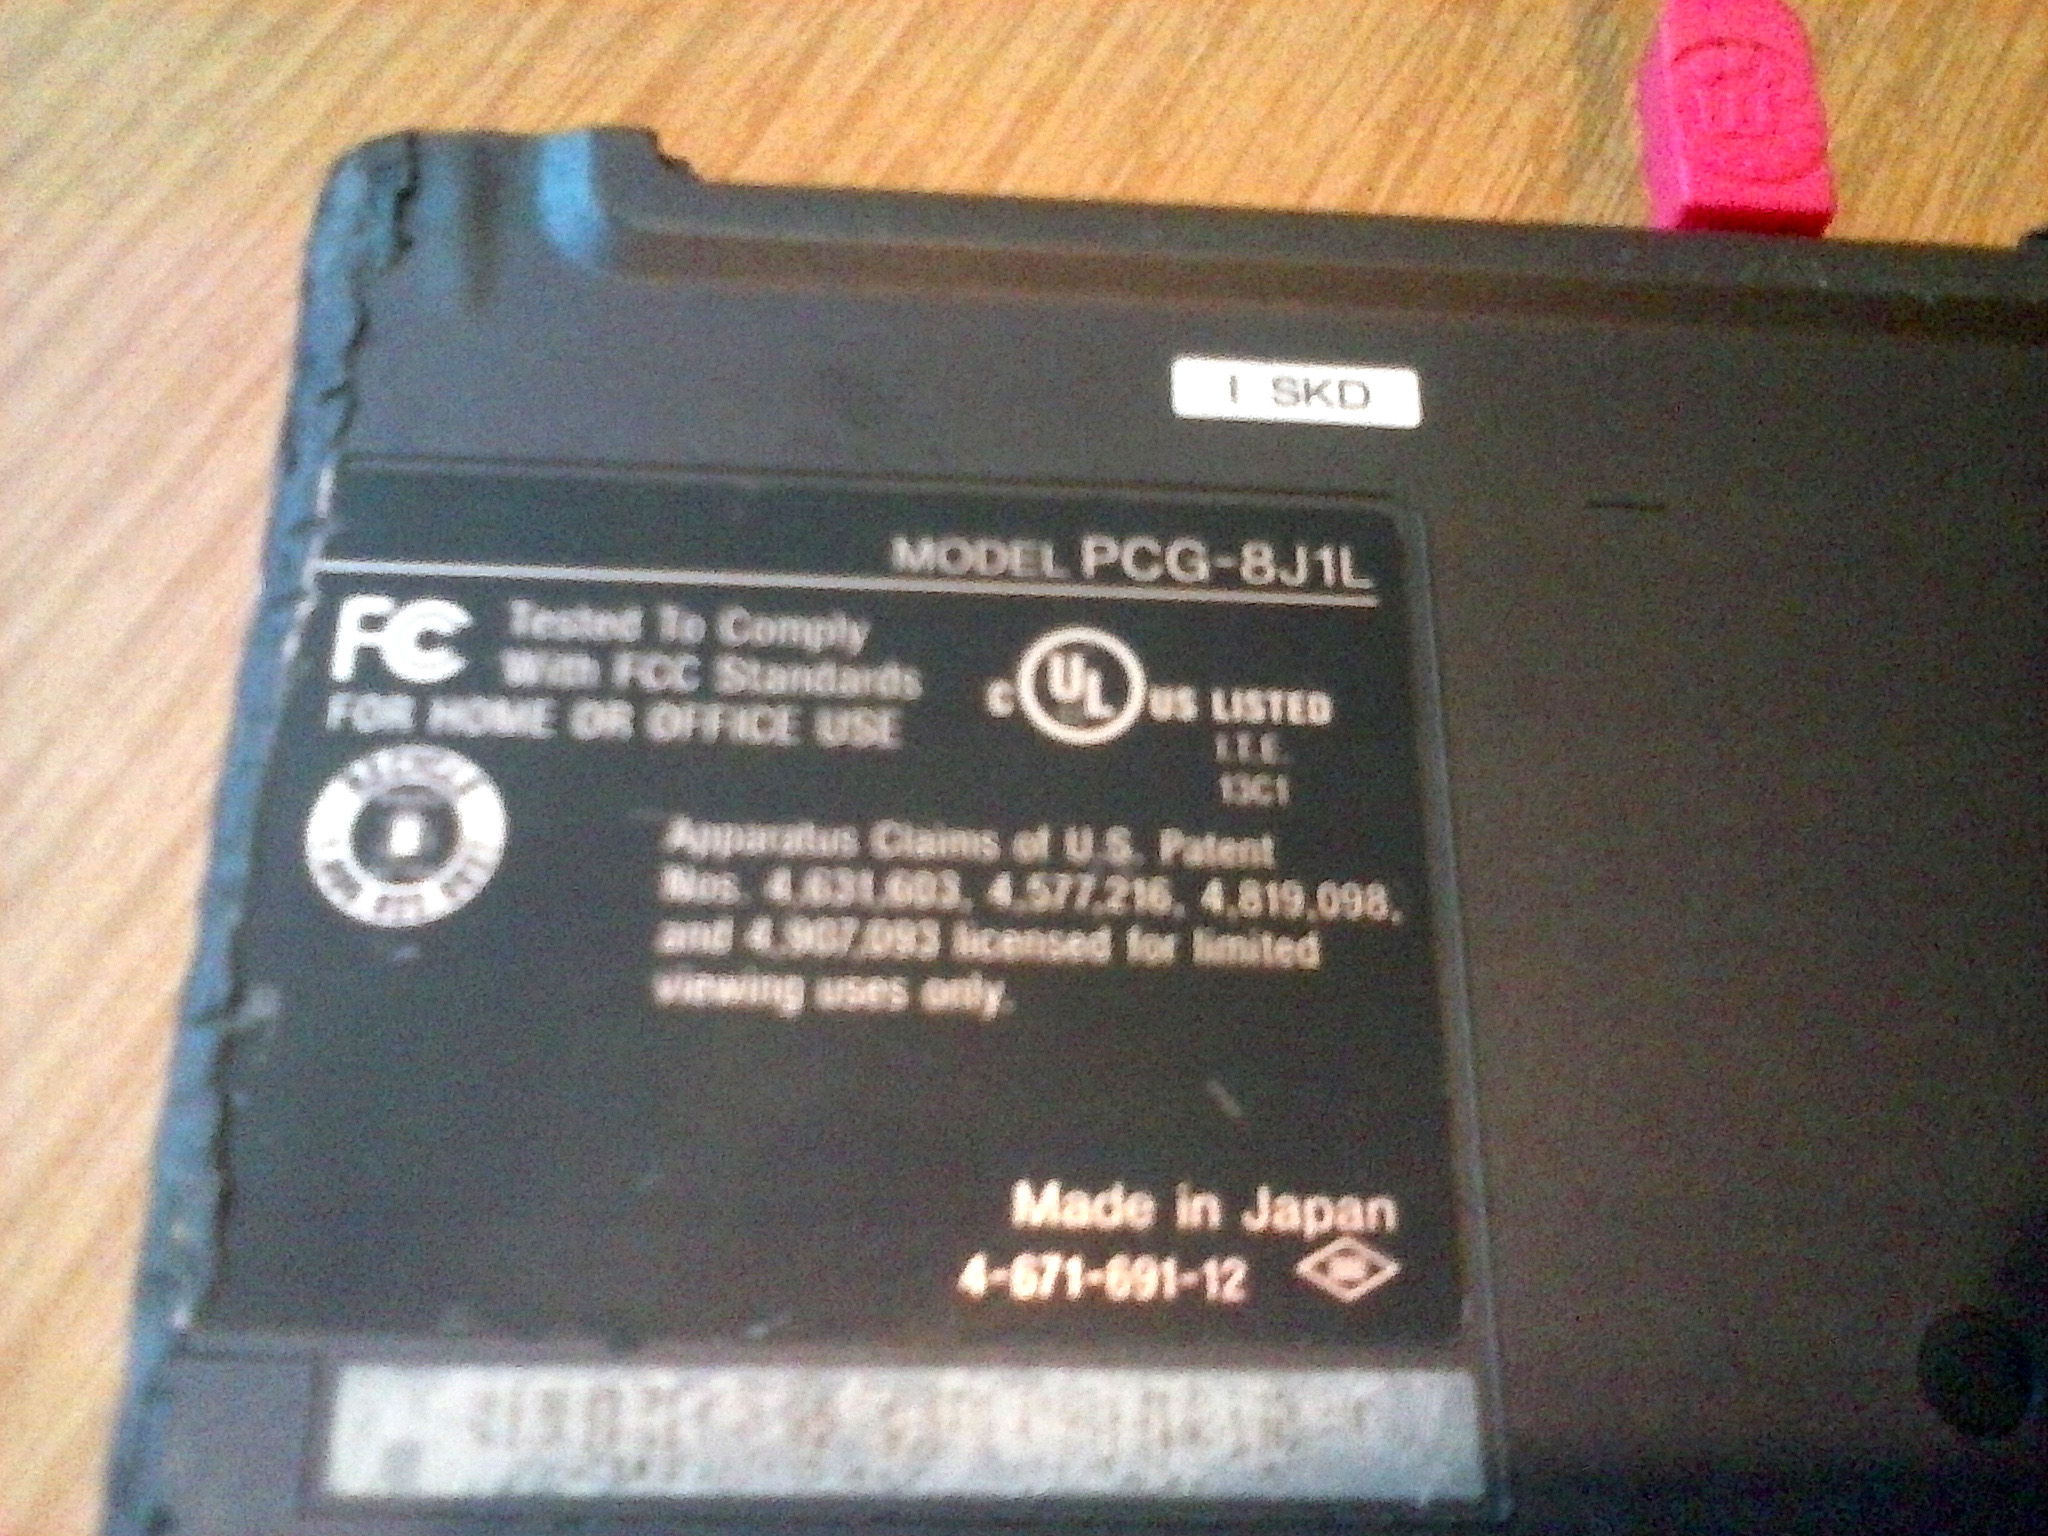 I SKD
MODEL PCG-8J1L
FC Tested To Comply
With FCC Standards
FOR HOME OR OFFICE USE
C UL US LISTED
I.T.E.
13C1
Apparatus Claims of U.S. Patent
Nos. 4,631,603, 4,577,216, 4,819,098,
and 4,907,093 licensed for limited
viewing uses only.
Made in Japan
4-671-691-12